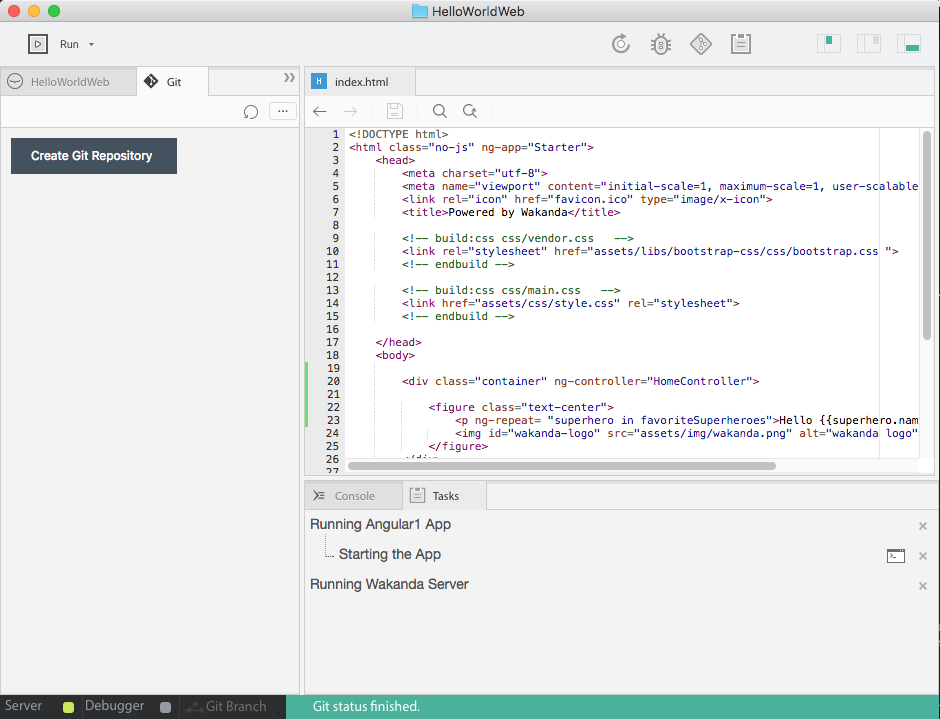 HelloWorldWeb
Run
HelloWorldWeb
Git
index.html
Create Git Repository
1 <!DOCTYPE html>
2 <html class="no-js" ng-app="Starter">
3 <head>
4 <meta charset="utf-8">
5 <meta name="viewport" content="initial-scale=1, maximum-scale=1, user-scalable
6 <link rel="icon" href="favicon.ico" type="image/x-icon">
7 <title>Powered by Wakanda</title>
8
9 <!-- build:css css/vendor.css -->
10 <link rel="stylesheet" href="assets/libs/bootstrap-css/css/bootstrap.css ">
11 <!-- endbuild -->
12
13 <!-- build:css css/main.css -->
14 <link href="assets/css/style.css" rel="stylesheet">
15 <!-- endbuild -->
16
17 </head>
18 <body>
19
20 <div class="container" ng-controller="HomeController">
21
22 <figure class="text-center">
23 <p ng-repeat= "superhero in favoriteSuperheroes">Hello {{superhero.nam
24 <img id="wakanda-logo" src="assets/img/wakanda.png" alt="wakanda logo"
25 </figure>
26 </div>
27
Console
Tasks
Running Angular1 App
Starting the App
Running Wakanda Server
Server
Debugger
Git Branch
Git status finished.